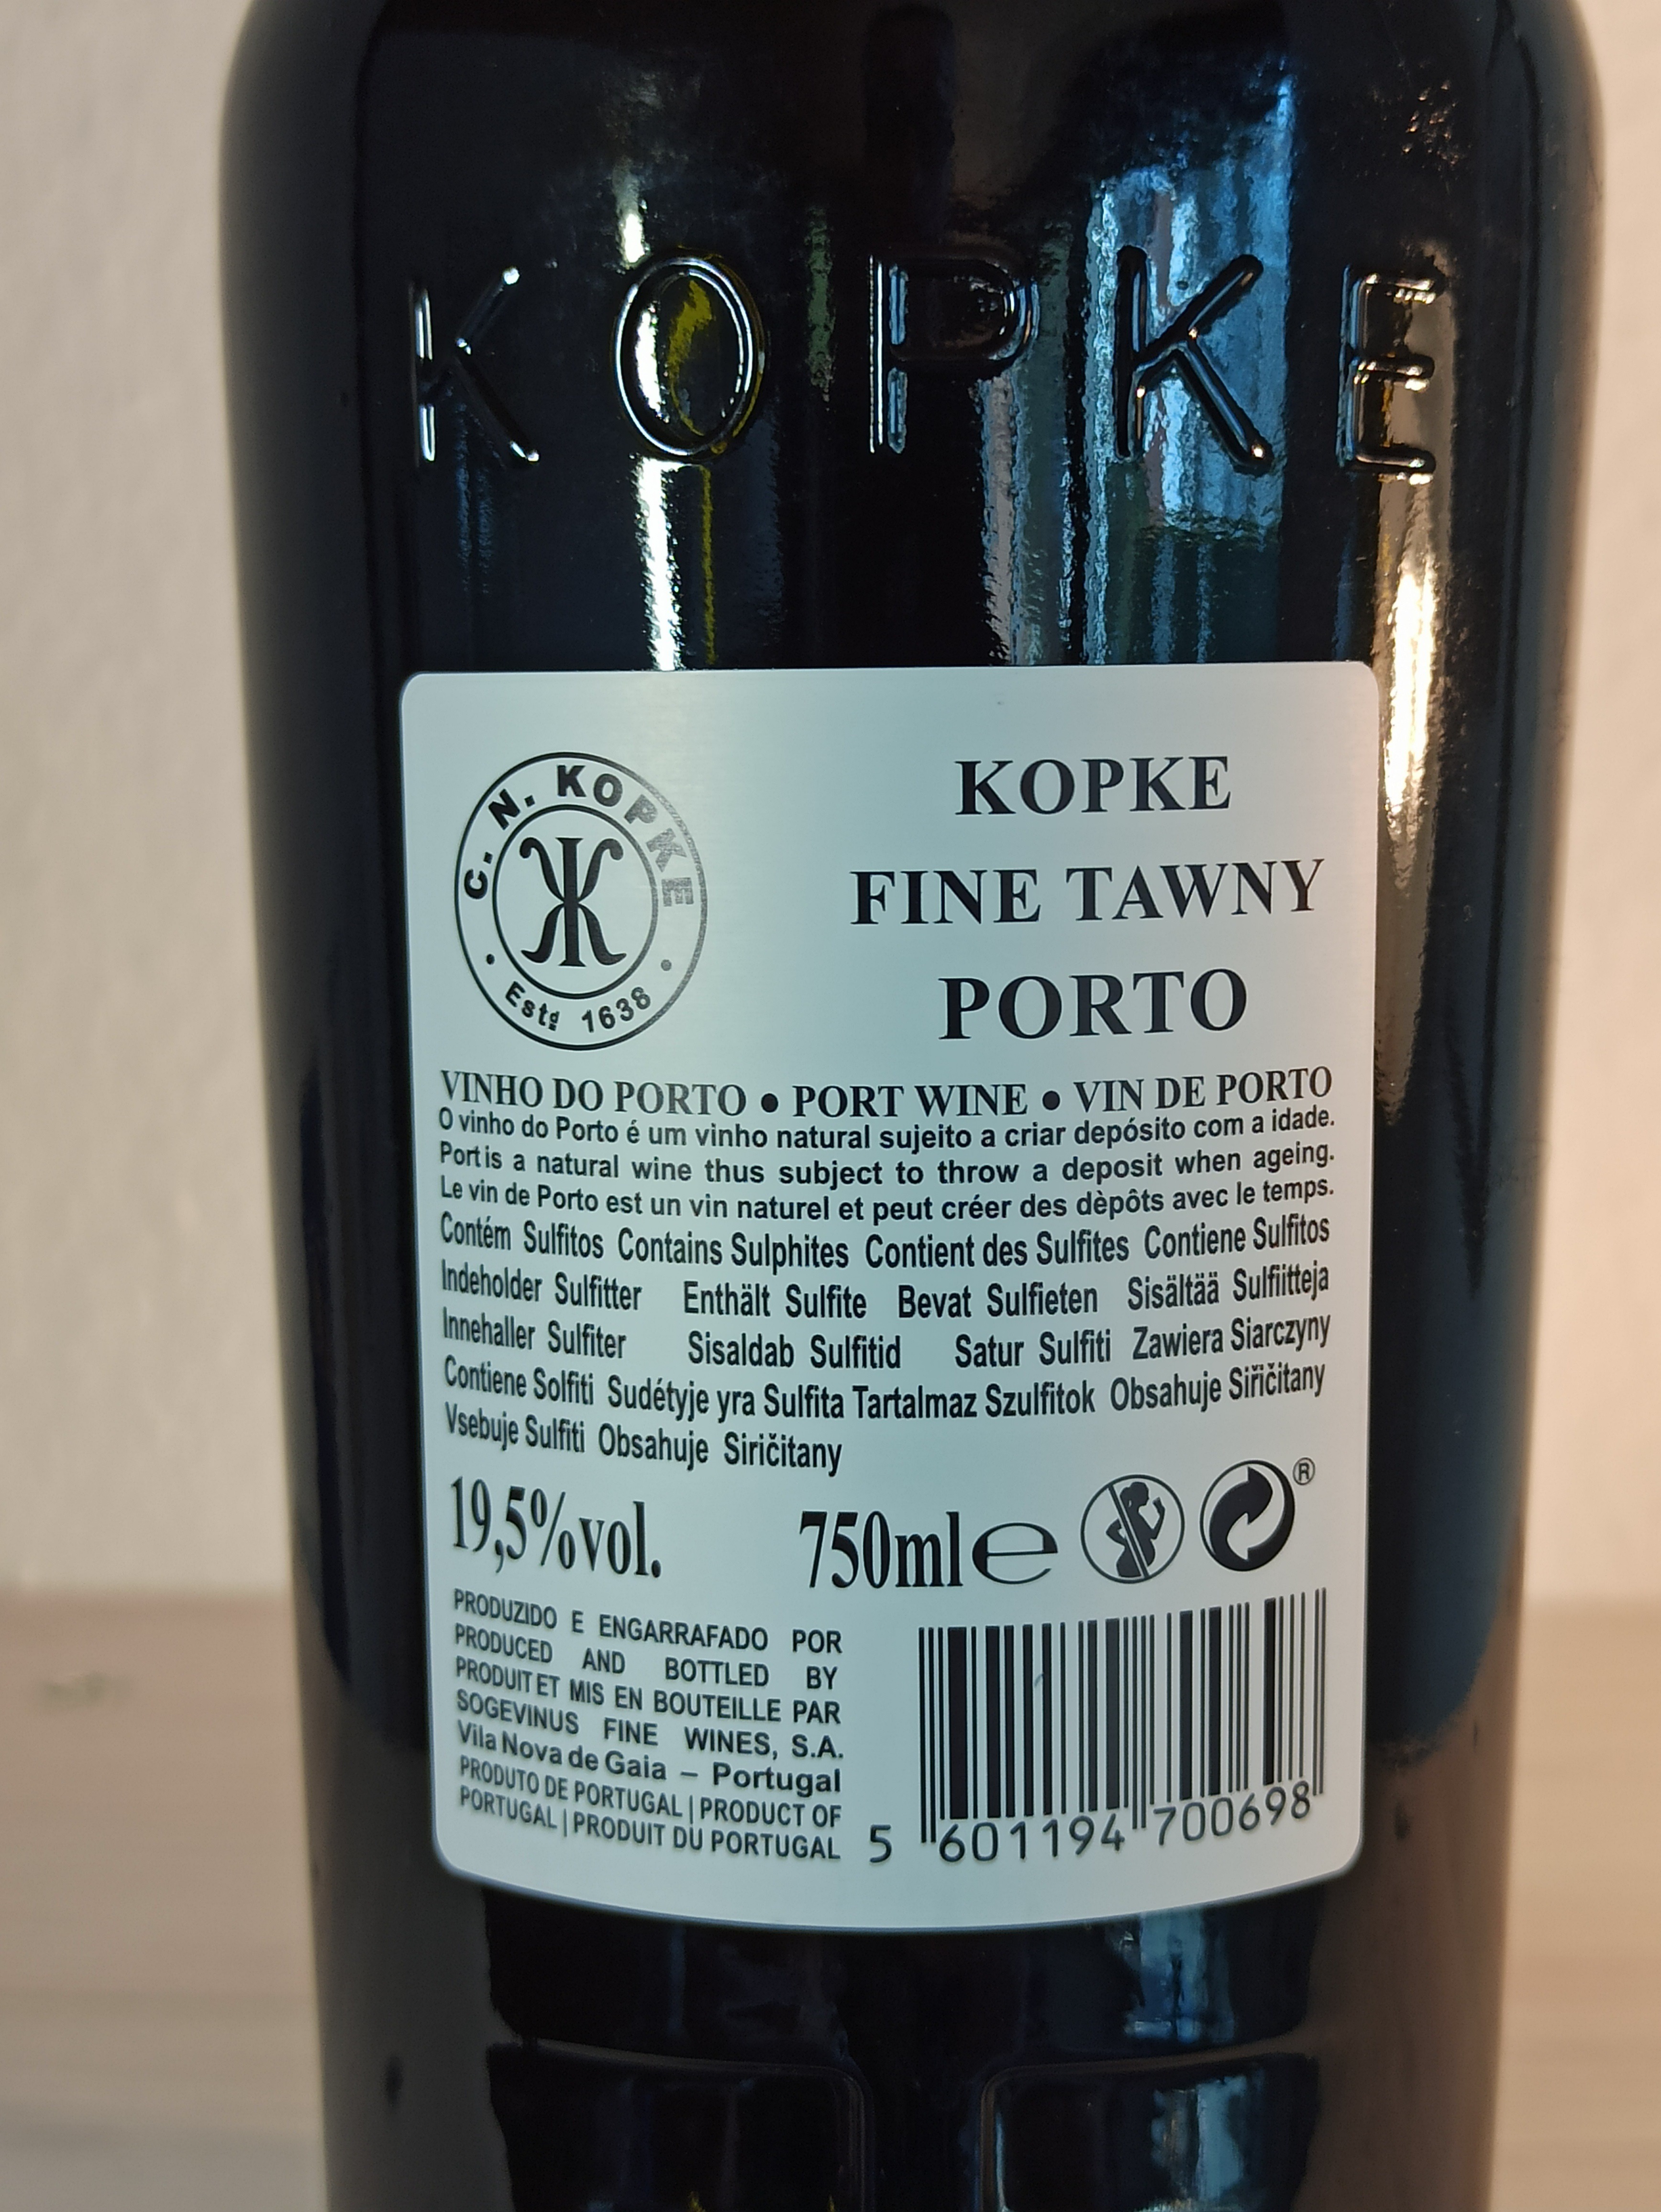 KOPKE
C. N. KOPKE
Estd 1638
KOPKE
FINE TAWNY
PORTO
VINHO DO PORTO ● PORT WINE ● VIN DE PORTO
O vinho do Porto é um vinho natural sujeito a criar depósito com a idade.
Port is a natural wine thus subject to throw a deposit when ageing.
Le vin de Porto est un vin naturel et peut créer des dèpôts avec le temps.
Contém Sulfitos Contains Sulphites Contient des Sulfites Contiene Sulfitos
Indeholder Sulfitter Enthält Sulfite Bevat Sulfieten Sisältää Sulfiitteja
Innehaller Sulfiter Sisaldab Sulfitid Satur Sulfiti Zawiera Siarczyny
Contiene Solfiti Sudétyje yra Sulfita Tartalmaz Szulfitok Obsahuje Siřičitany
Vsebuje Sulfiti Obsahuje Siričitany
19,5%vol. 750ml e ®
PRODUZIDO E ENGARRAFADO POR
PRODUCED AND BOTTLED BY
PRODUIT ET MIS EN BOUTEILLE PAR
SOGEVINUS FINE WINES, S.A.
Vila Nova de Gaia – Portugal
PRODUTO DE PORTUGAL | PRODUCT OF
PORTUGAL | PRODUIT DU PORTUGAL
5 601194 700698